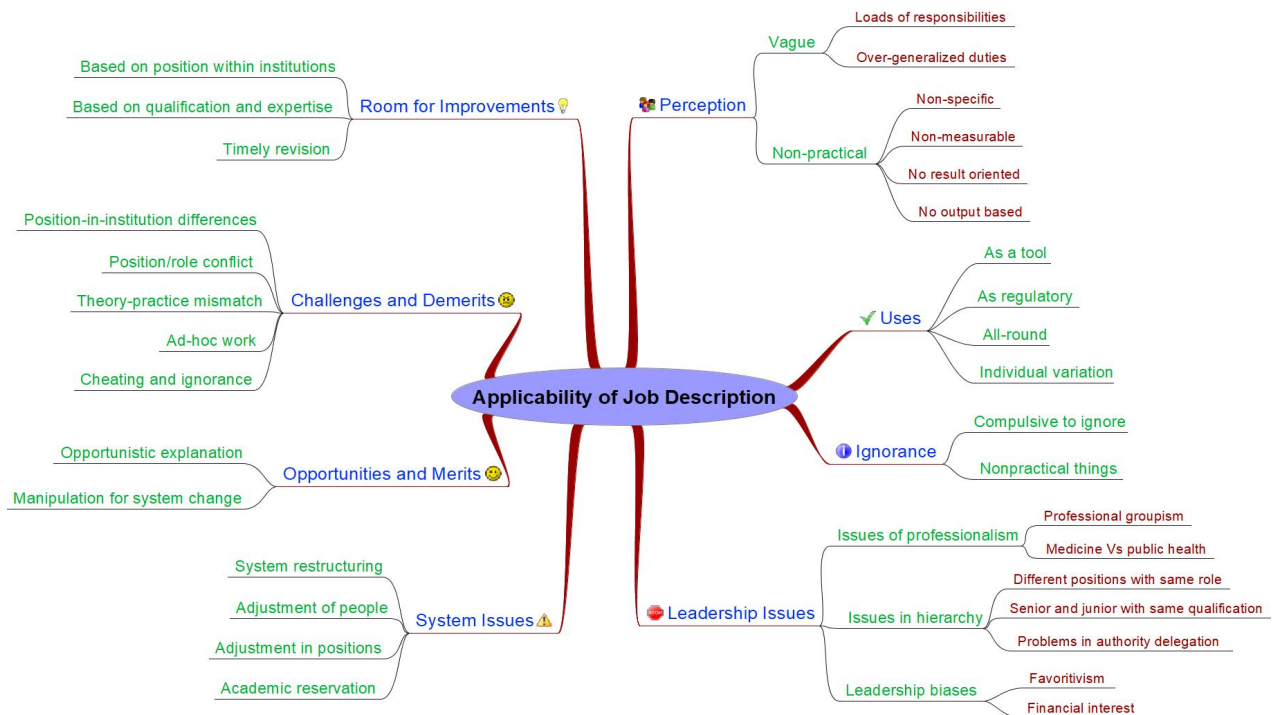 Applicability of Job Description
Room for Improvements
Based on position within institutions
Based on qualification and expertise
Timely revision
Challenges and Demerits
Position-in-institution differences
Position/role conflict
Theory-practice mismatch
Ad-hoc work
Cheating and ignorance
Opportunities and Merits
Opportunistic explanation
Manipulation for system change
System Issues
System restructuring
Adjustment of people
Adjustment in positions
Academic reservation
Perception
Vague
Loads of responsibilities
Over-generalized duties
Non-practical
Non-specific
Non-measurable
No result oriented
No output based
Uses
As a tool
As regulatory
All-round
Individual variation
Ignorance
Compulsive to ignore
Nonpractical things
Leadership Issues
Issues of professionalism
Professional groupism
Medicine Vs public health
Issues in hierarchy
Different positions with same role
Senior and junior with same qualification
Problems in authority delegation
Leadership biases
Favoritivism
Financial interest